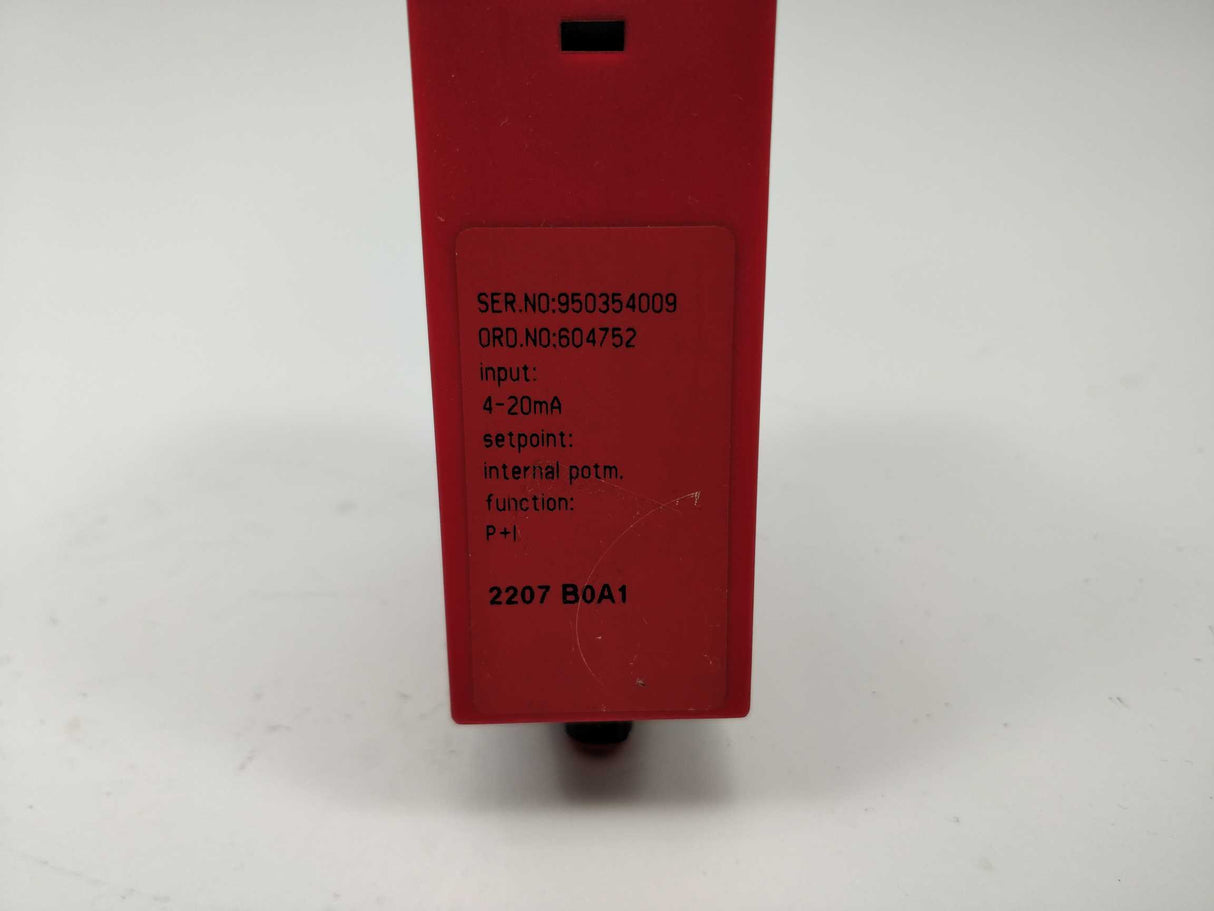 SER.NO:950354009
ORD.NO:604752
input:
4-20mA
setpoint:
internal potm.
function:
P+I
2207 B0A1